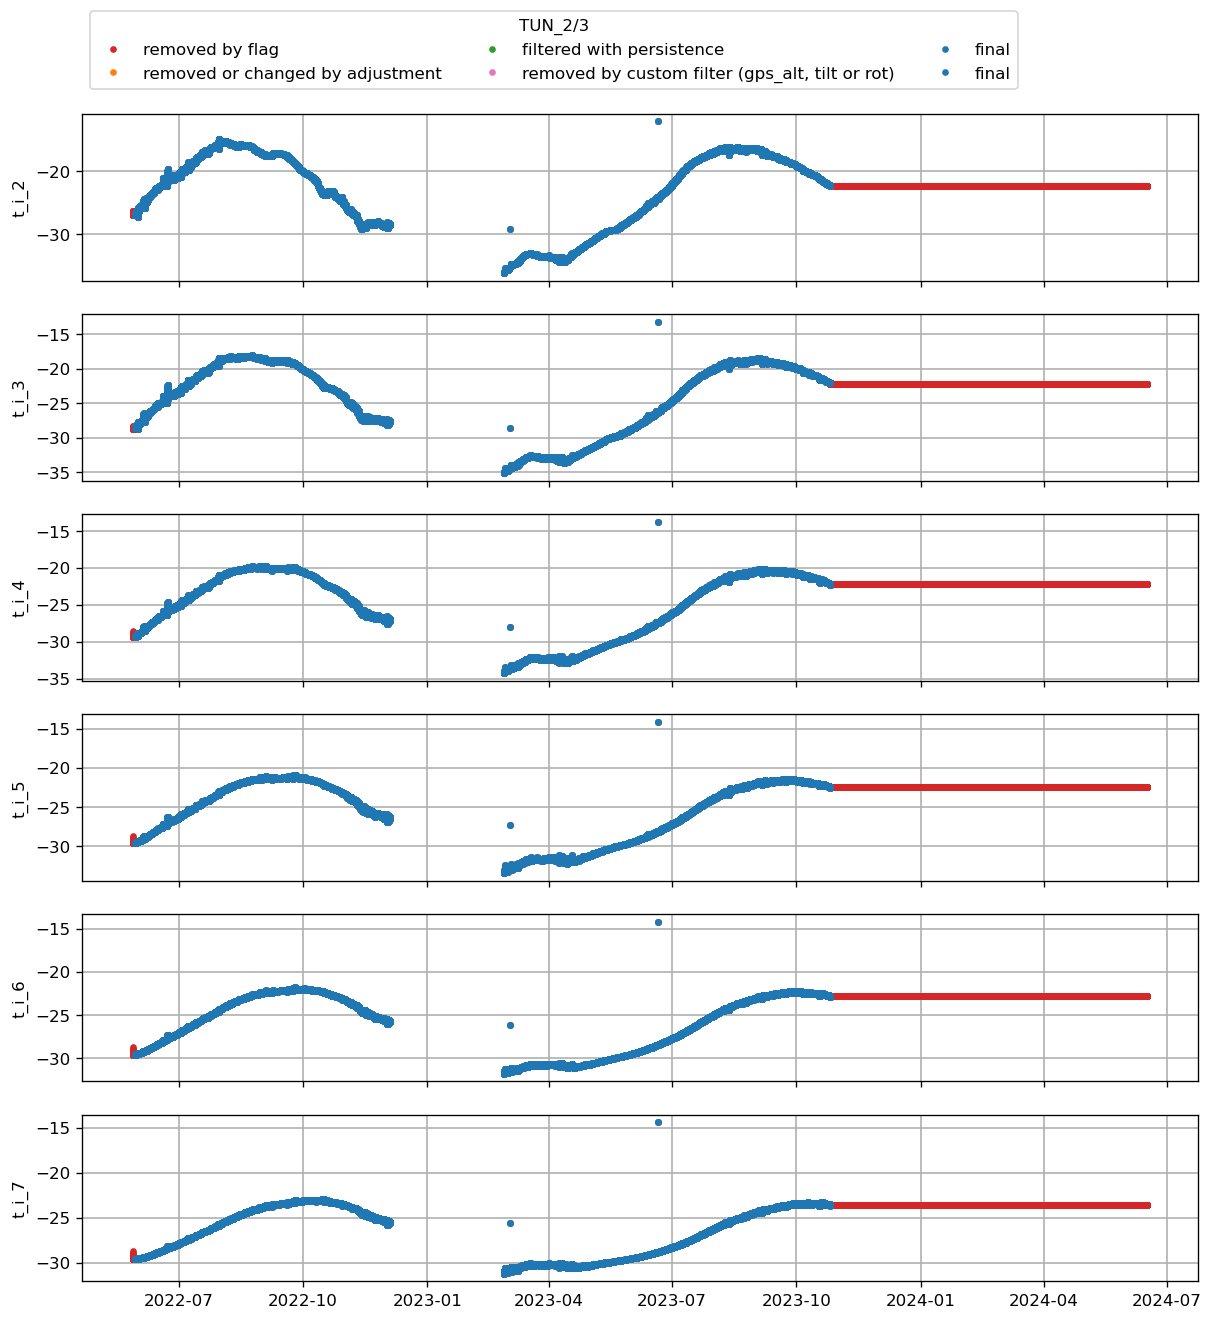 TUN_2/3
removed by flag
filtered with persistence
final
removed or changed by adjustment
removed by custom filter (gps_alt, tilt or rot)
final
−20
−30
t_i_2
−15
−20
−25
−30
−35
t_i_3
−15
−20
−25
−30
−35
t_i_4
−15
−20
−25
−30
t_i_5
−15
−20
−25
−30
t_i_6
−15
−20
−25
−30
t_i_7
2022-07 2022-10 2023-01 2023-04 2023-07 2023-10 2024-01 2024-04 2024-07